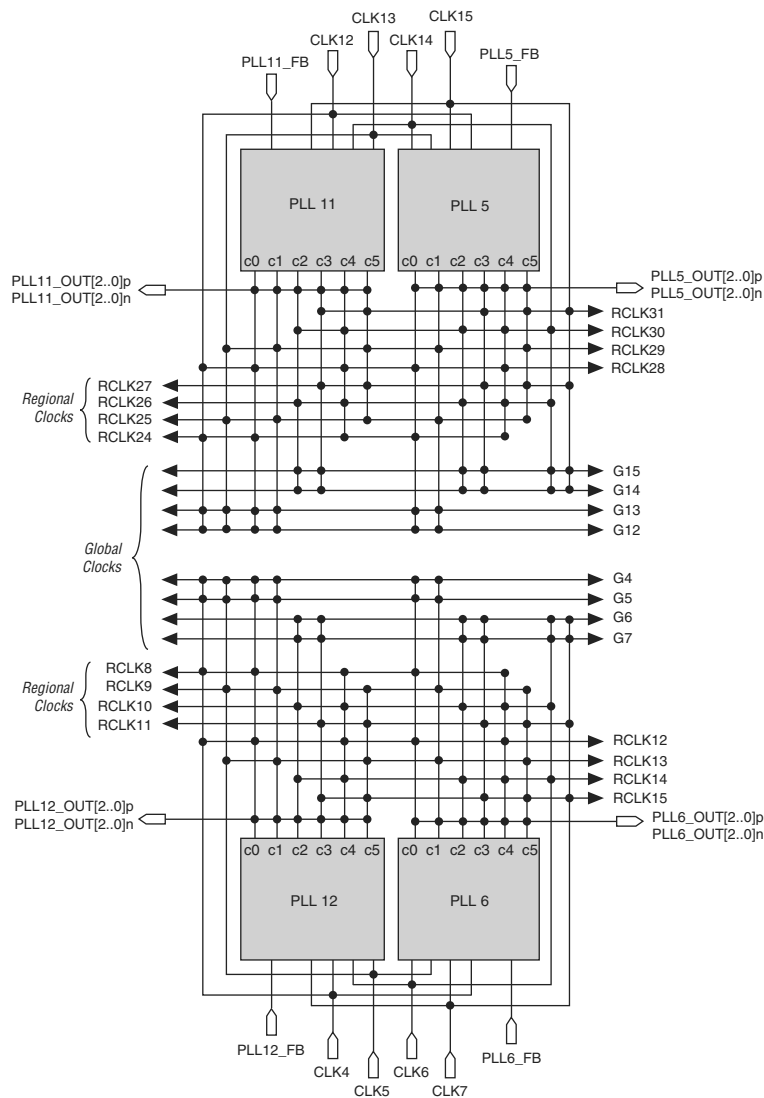 CLK13
CLK15
CLK12
CLK14
PLL11_FB
PLL5_FB
PLL 11
PLL 5
c0 c1 c2 c3 c4 c5
c0 c1 c2 c3 c4 c5
PLL11_OUT[2..0]p
PLL11_OUT[2..0]n
PLL5_OUT[2..0]p
PLL5_OUT[2..0]n
RCLK31
RCLK30
RCLK29
RCLK28
Regional
Clocks
RCLK27
RCLK26
RCLK25
RCLK24
G15
G14
G13
G12
Global
Clocks
G4
G5
G6
G7
Regional
Clocks
RCLK8
RCLK9
RCLK10
RCLK11
RCLK12
RCLK13
RCLK14
RCLK15
PLL12_OUT[2..0]p
PLL12_OUT[2..0]n
PLL6_OUT[2..0]p
PLL6_OUT[2..0]n
c0 c1 c2 c3 c4 c5
c0 c1 c2 c3 c4 c5
PLL 12
PLL 6
PLL12_FB
PLL6_FB
CLK4
CLK6
CLK5
CLK7